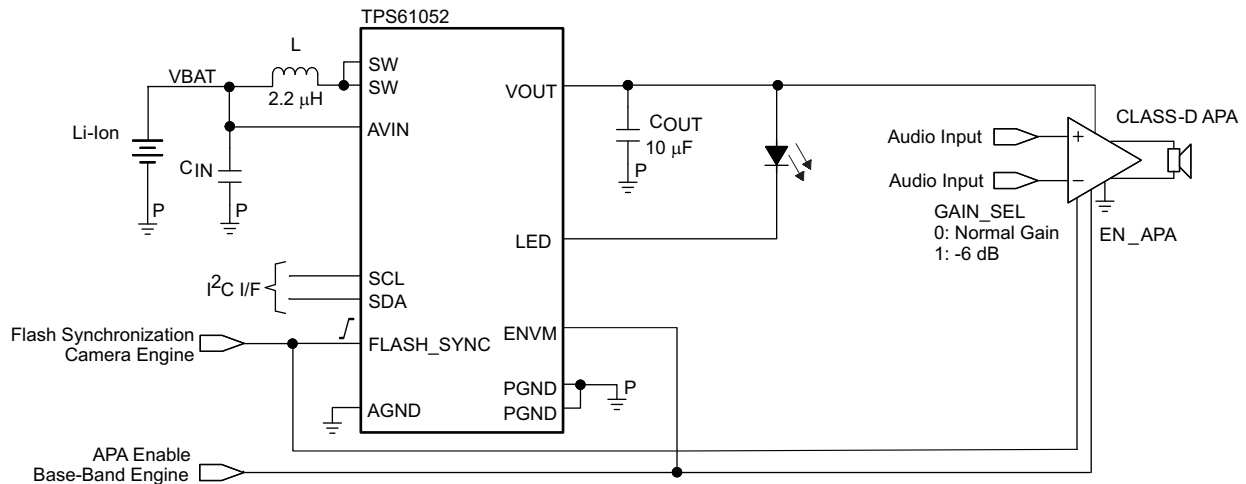 TPS61052
L
2.2 μH
VBAT
Li-Ion
CIN
P
P
SW
SW
AVIN
VOUT
COUT
10 μF
P
LED
Audio Input
Audio Input
+
−
CLASS-D APA
GAIN_SEL
0: Normal Gain
1: -6 dB
EN_APA
I2C I/F
SCL
SDA
Flash Synchronization
Camera Engine
FLASH_SYNC
ENVM
AGND
PGND
PGND
P
APA Enable
Base-Band Engine